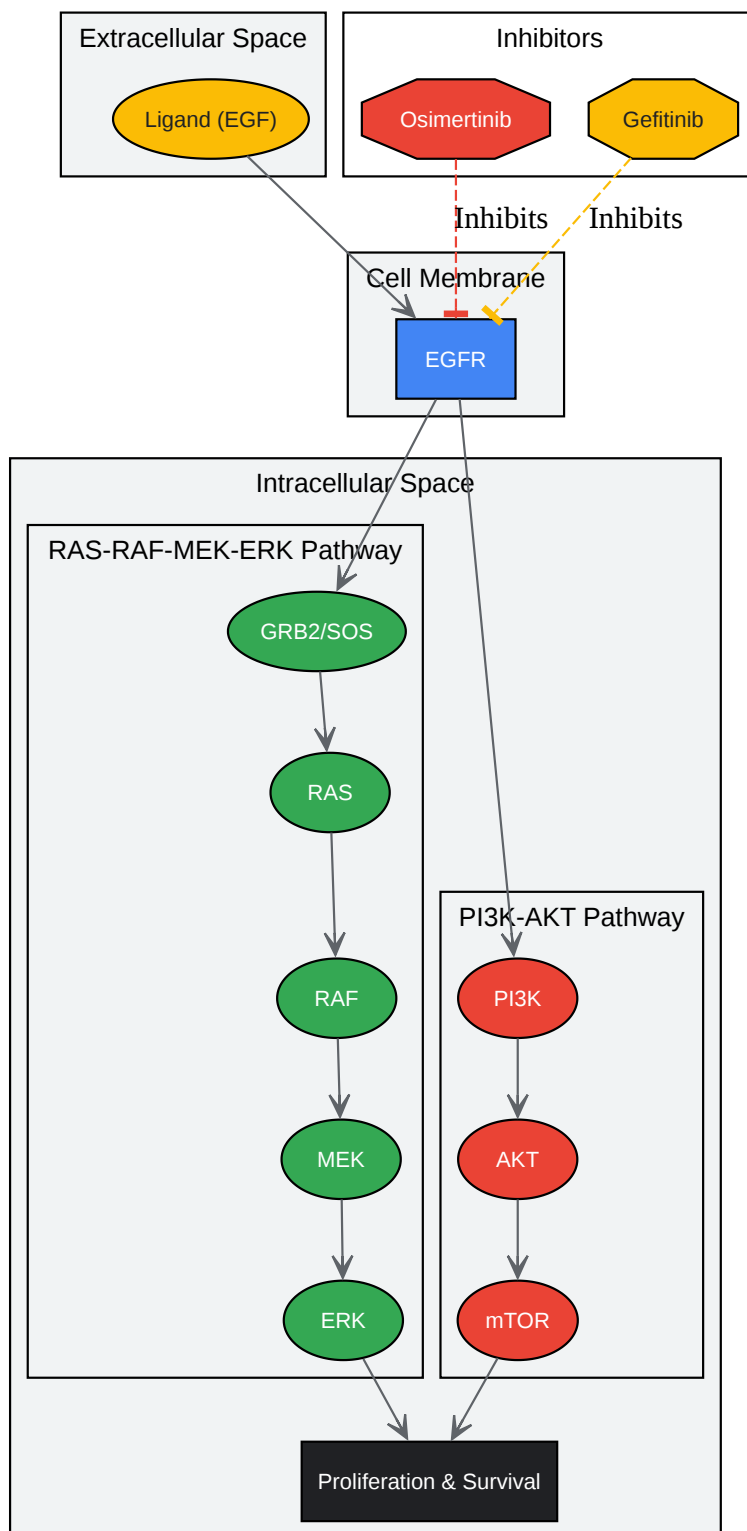 Extracellular Space
Inhibitors
Ligand (EGF)
Osimertinib
Gefitinib
Inhibits
Inhibits
Cell Membrane
EGFR
Intracellular Space
RAS-RAF-MEK-ERK Pathway
GRB2/SOS
RAS
PI3K-AKT Pathway
RAF
PI3K
MEK
AKT
ERK
mTOR
Proliferation & Survival